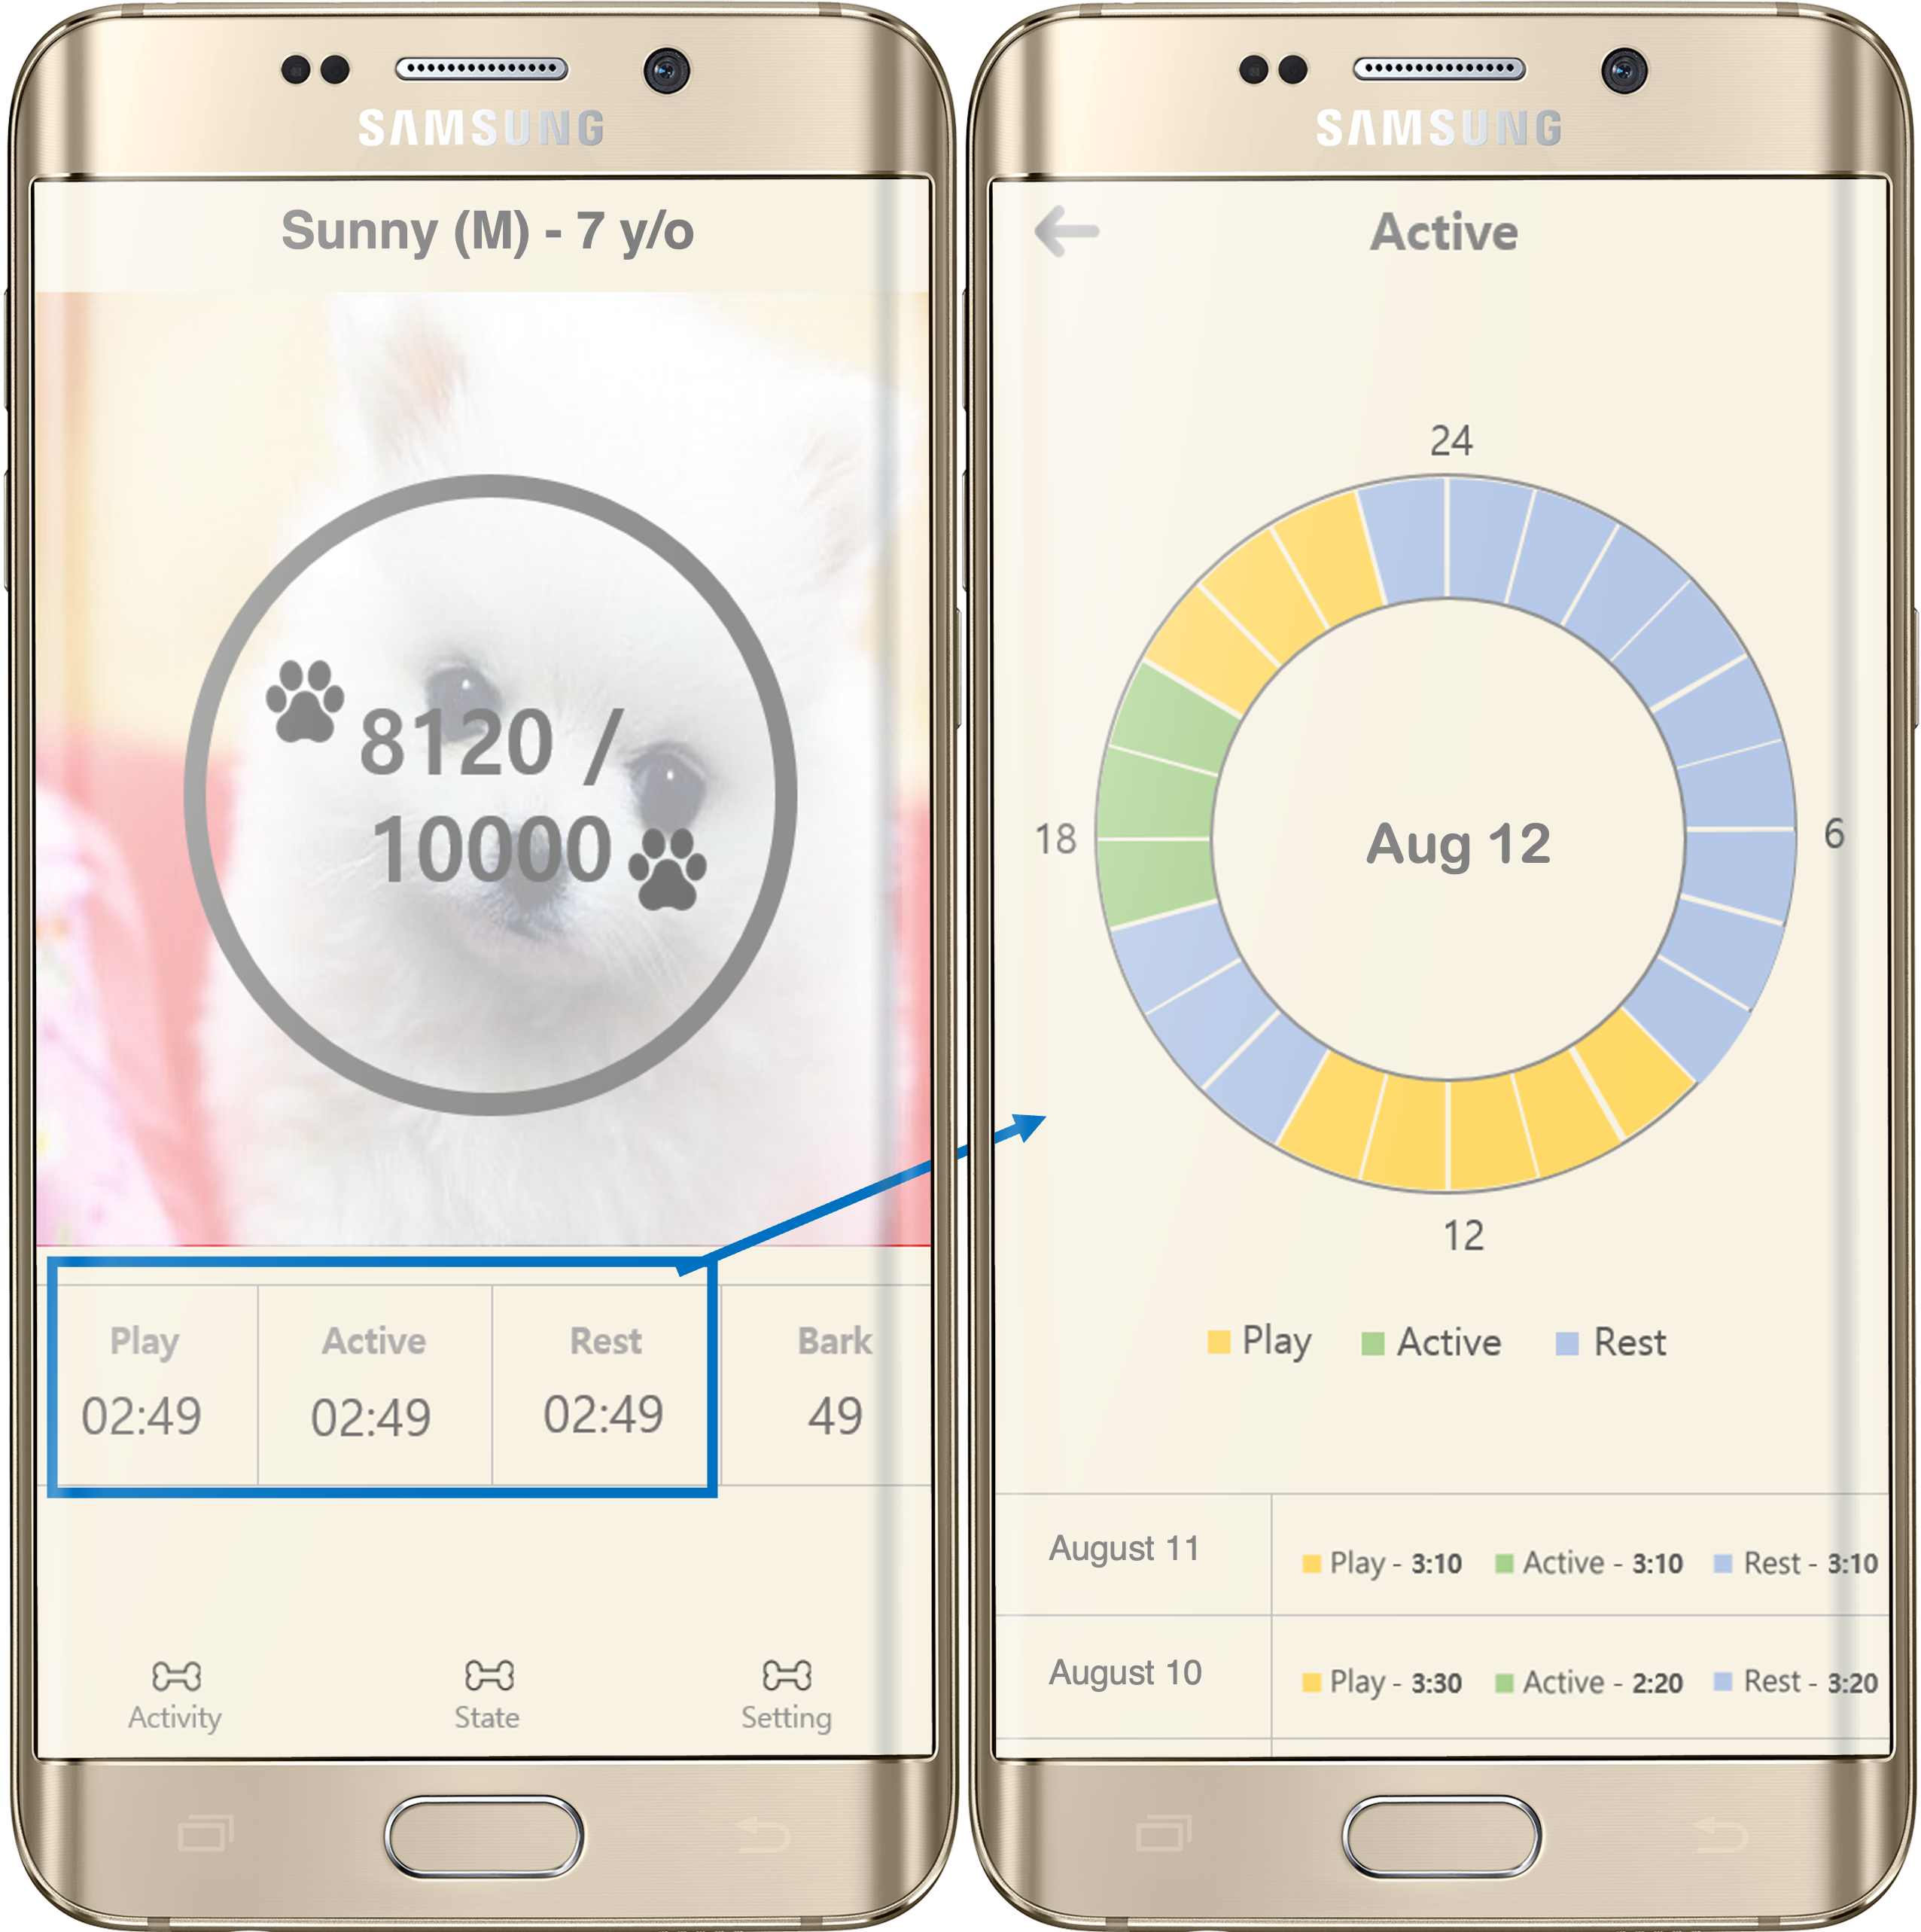 SAMSUNG
Sunny (M) - 7 y/o
8120 /
10000
Play Active Rest Bark
02:49 02:49 02:49 49
Activity State Setting
SAMSUNG
Active
24
18 Aug 12 6
12
Play Active Rest
August 11 Play - 3:10 Active - 3:10 Rest - 3:10
August 10 Play - 3:30 Active - 2:20 Rest - 3:20